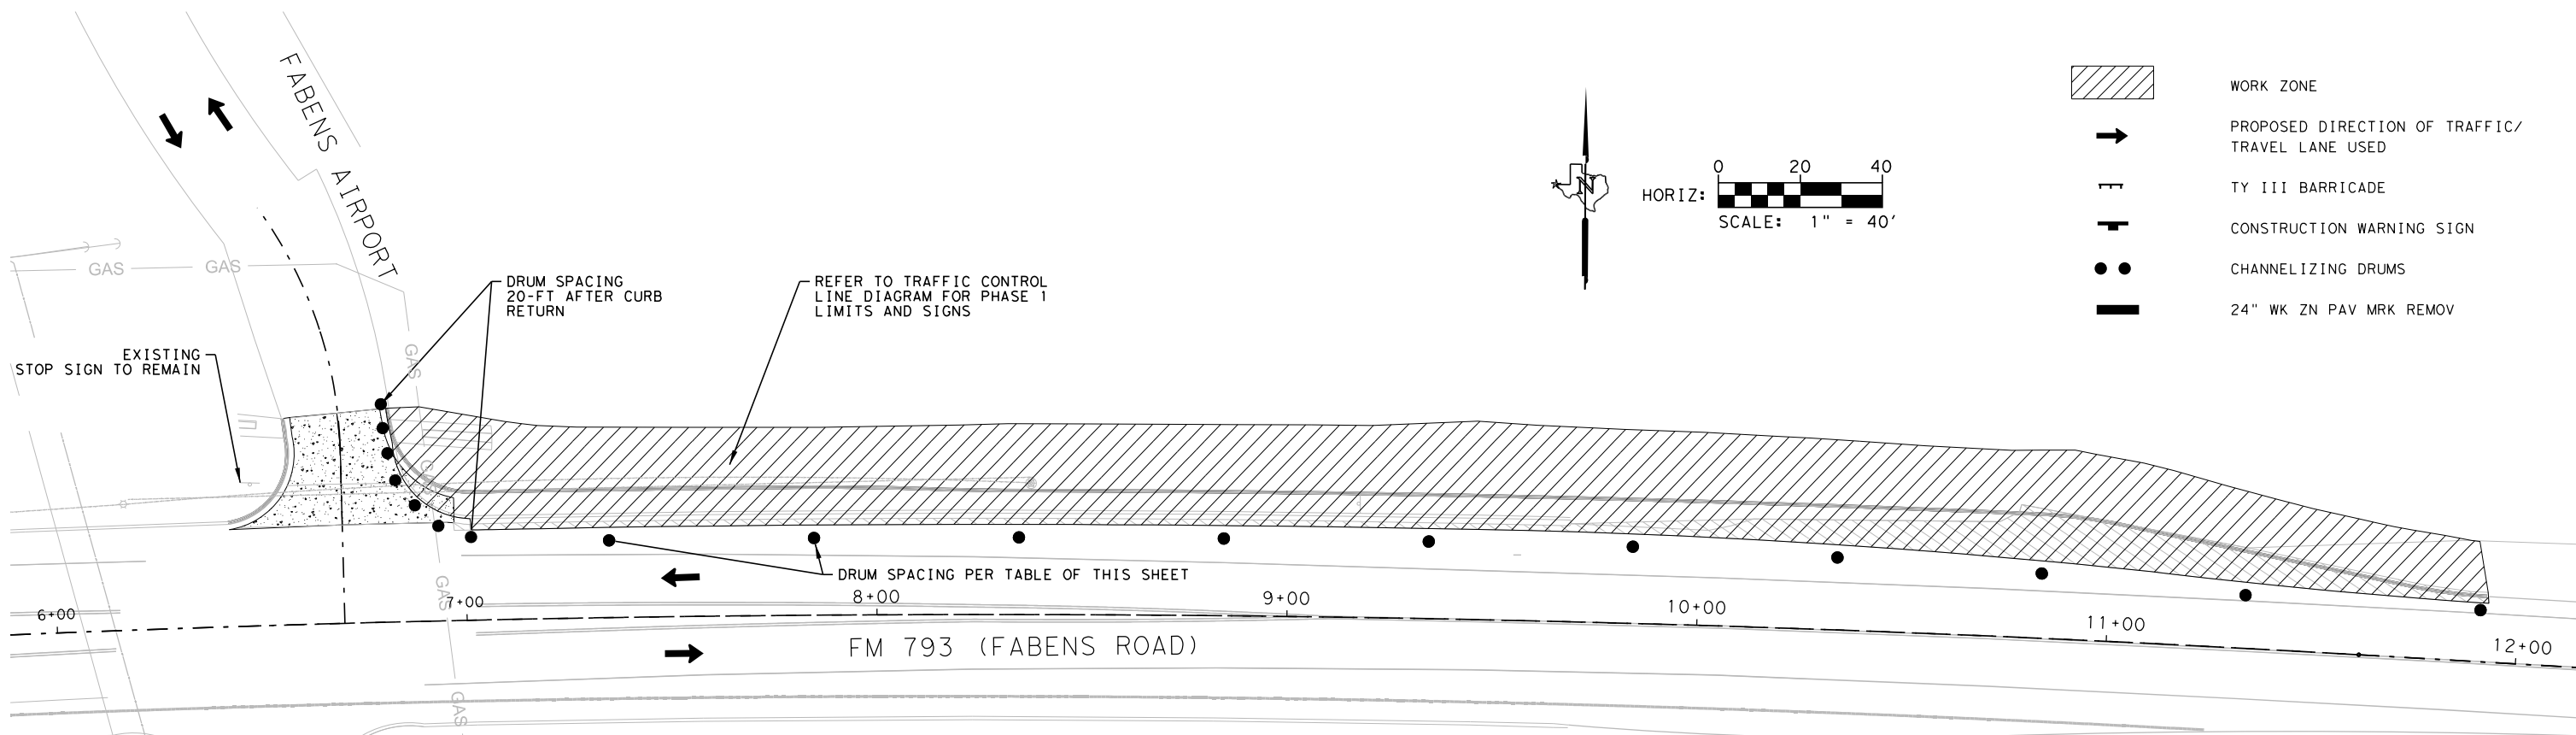 FABENS AIRPORT
GAS
GAS
GAS
GAS
GAS
GAS
DRUM SPACING
20-FT AFTER CURB
RETURN
REFER TO TRAFFIC CONTROL
LINE DIAGRAM FOR PHASE 1
LIMITS AND SIGNS
EXISTING
STOP SIGN TO REMAIN
DRUM SPACING PER TABLE OF THIS SHEET
6+00
7+00
8+00
9+00
10+00
11+00
12+00
FM 793 (FABENS ROAD)
N
0 20 40
HORIZ:
SCALE: 1" = 40'
WORK ZONE
PROPOSED DIRECTION OF TRAFFIC/
TRAVEL LANE USED
TY III BARRICADE
CONSTRUCTION WARNING SIGN
CHANNELIZING DRUMS
24" WK ZN PAV MRK REMOV